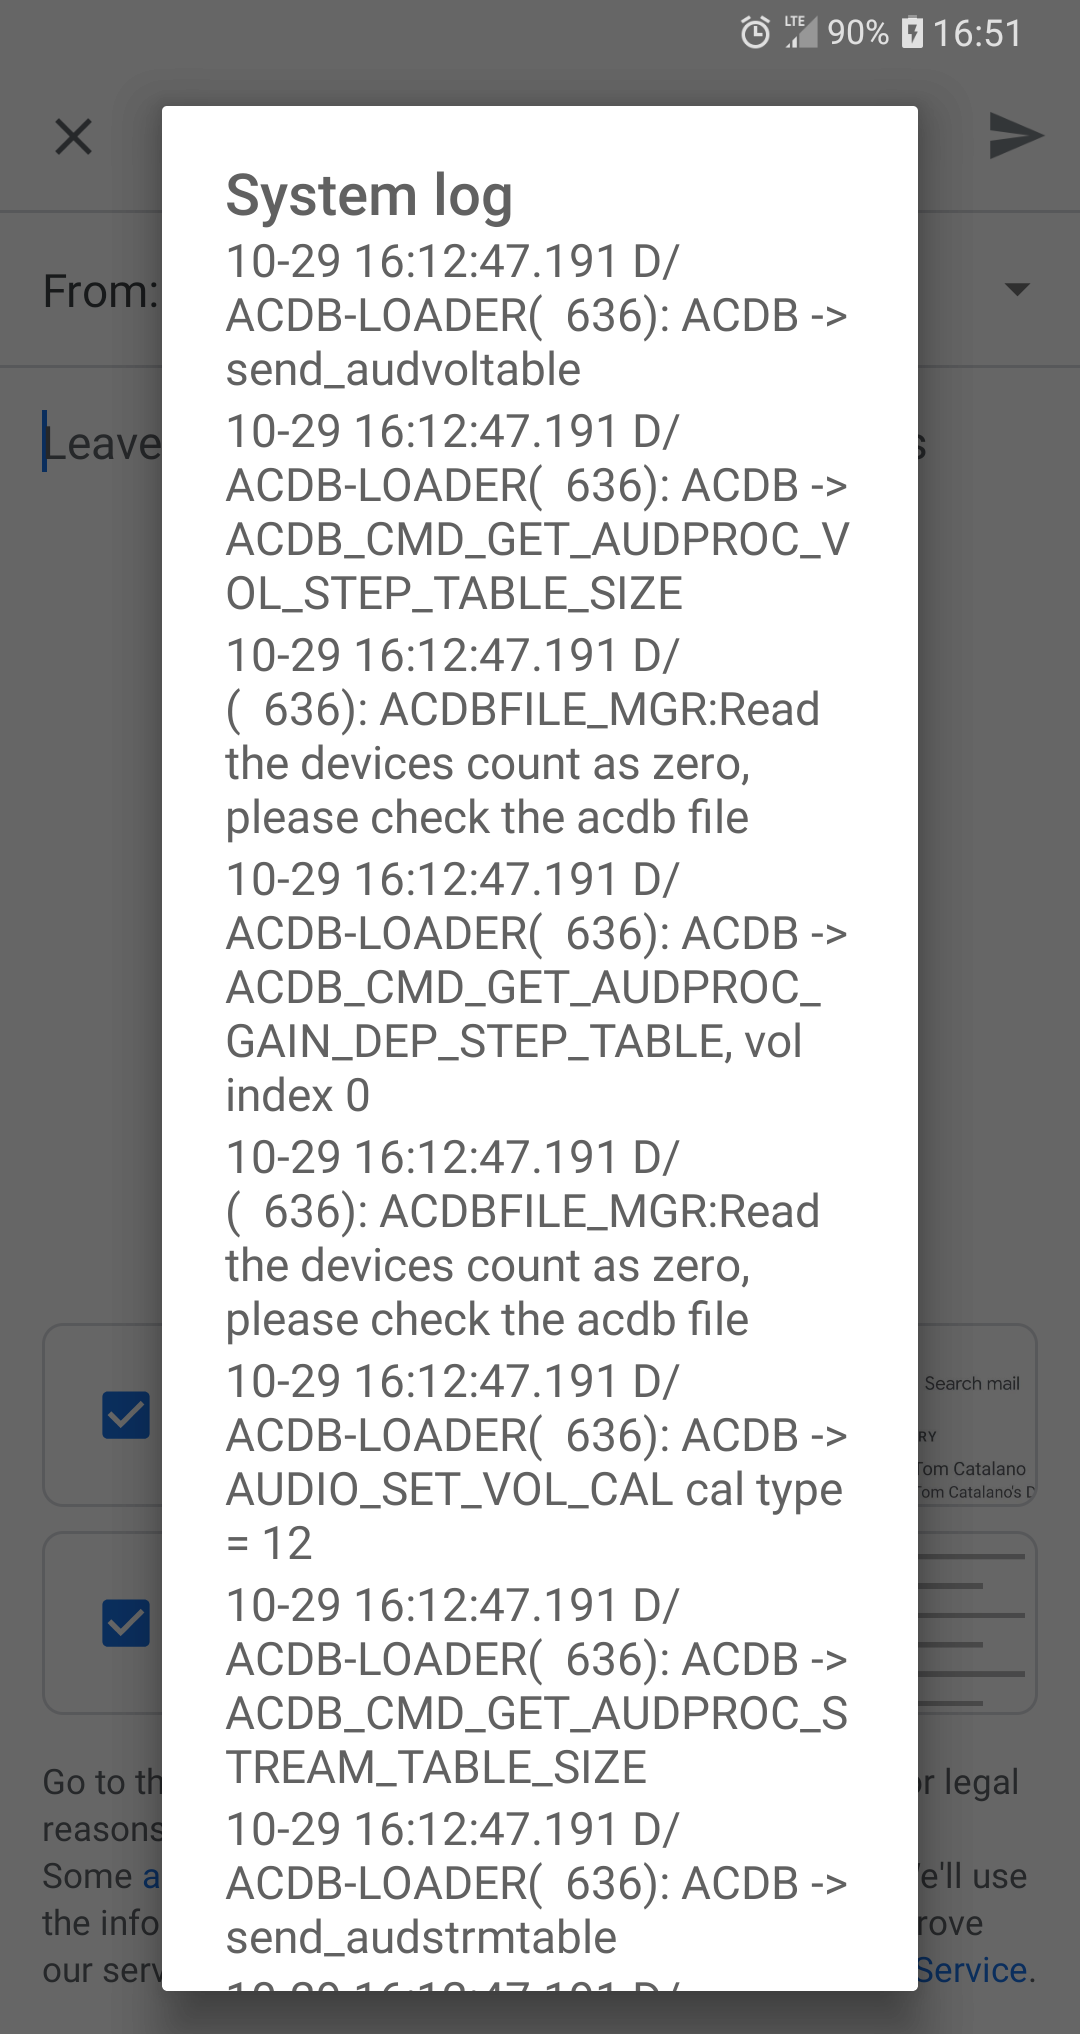 LTE 90% 16:51
System log
10-29 16:12:47.191 D/
ACDB-LOADER(  636): ACDB ->
send_audvoltable
10-29 16:12:47.191 D/
ACDB-LOADER(  636): ACDB ->
ACDB_CMD_GET_AUDPROC_V
OL_STEP_TABLE_SIZE
10-29 16:12:47.191 D/
(  636): ACDBFILE_MGR:Read
the devices count as zero,
please check the acdb file
10-29 16:12:47.191 D/
ACDB-LOADER(  636): ACDB ->
ACDB_CMD_GET_AUDPROC_
GAIN_DEP_STEP_TABLE, vol
index 0
10-29 16:12:47.191 D/
(  636): ACDBFILE_MGR:Read
the devices count as zero,
please check the acdb file
10-29 16:12:47.191 D/
ACDB-LOADER(  636): ACDB ->
AUDIO_SET_VOL_CAL cal type
= 12
10-29 16:12:47.191 D/
ACDB-LOADER(  636): ACDB ->
ACDB_CMD_GET_AUDPROC_S
TREAM_TABLE_SIZE
10-29 16:12:47.191 D/
ACDB-LOADER(  636): ACDB ->
send_audstrmtable
From:
Leave
Search mail
RY
Tom Catalano
Tom Catalano's D
Go to th
r legal
reasons
Some a
e'll use
the info
rove
our serv
Service.